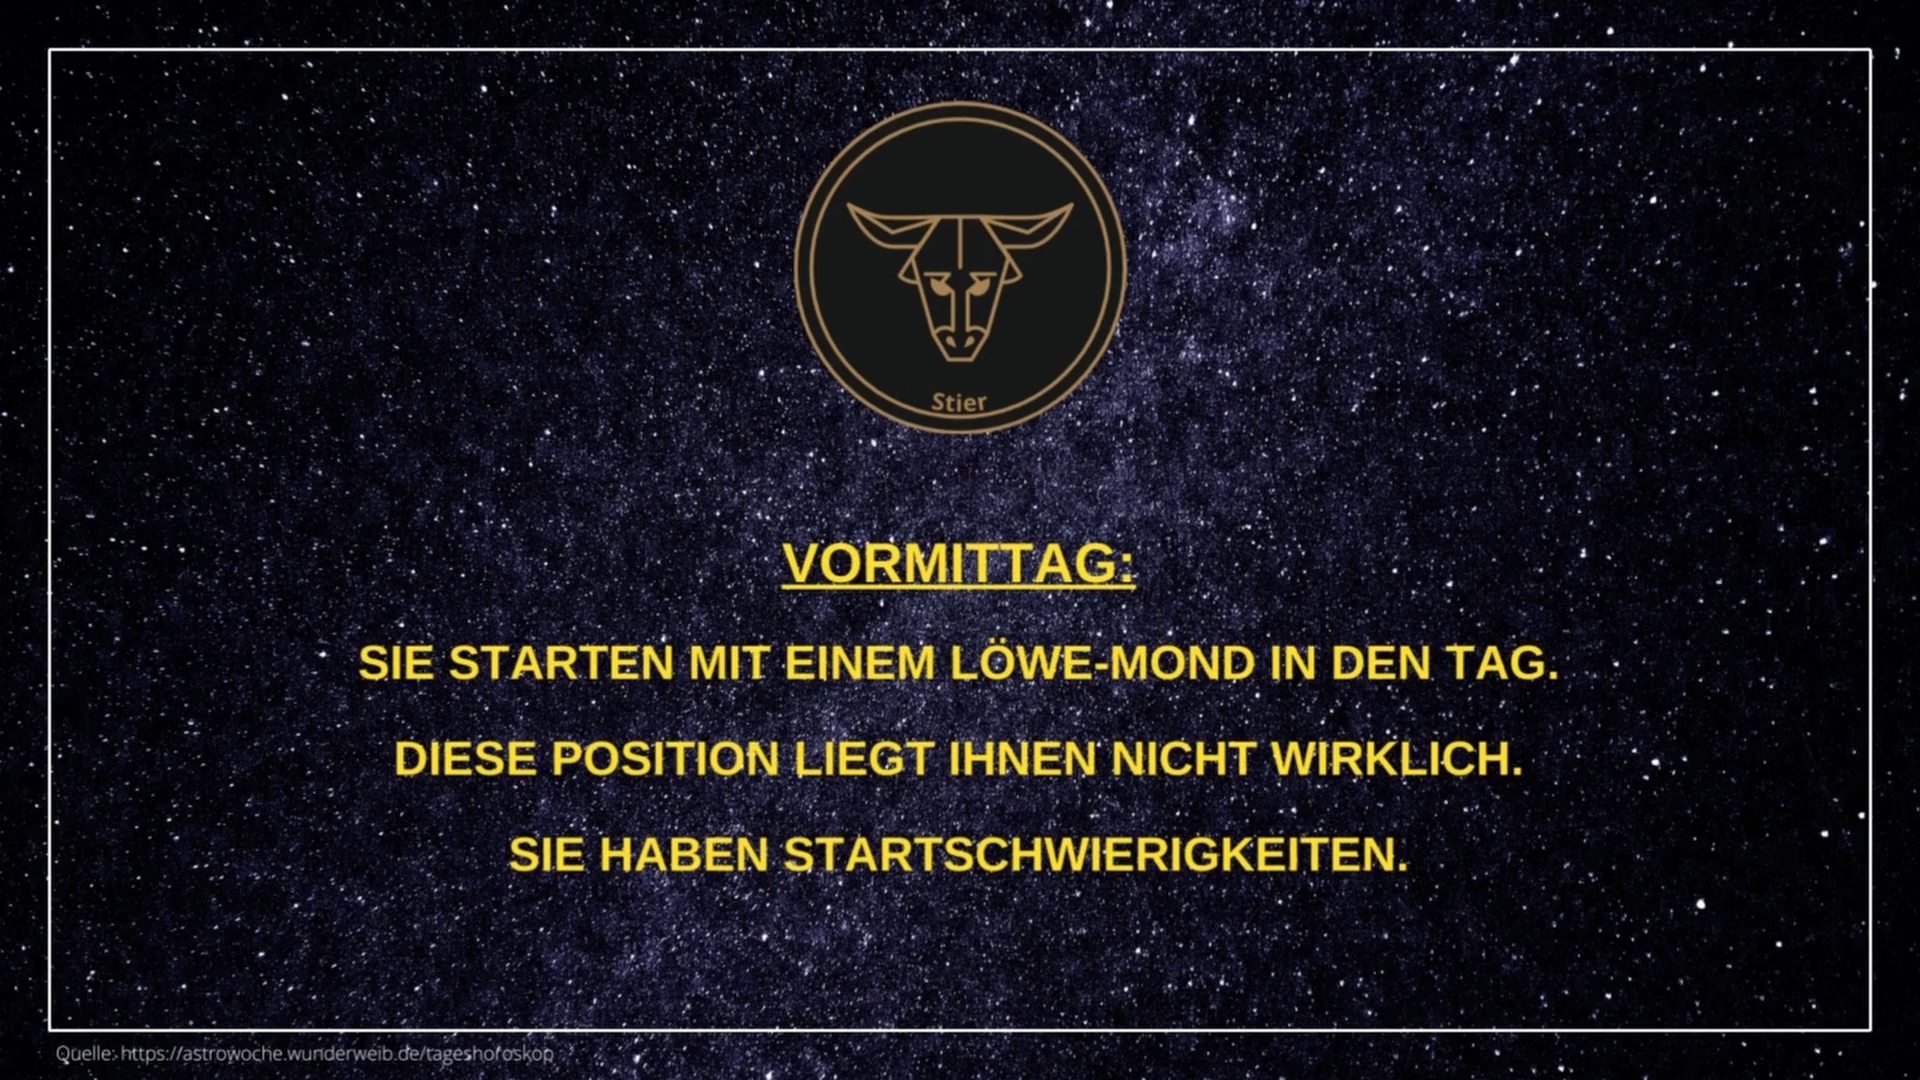 Stier
VORMITTAG:
SIE STARTEN MIT EINEM LÖWE-MOND IN DEN TAG.
DIESE POSITION LIEGT IHNEN NICHT WIRKLICH.
SIE HABEN STARTSCHWIERIGKEITEN.
Quelle: https://astrowoche.wunderweib.de/tageshoroskop